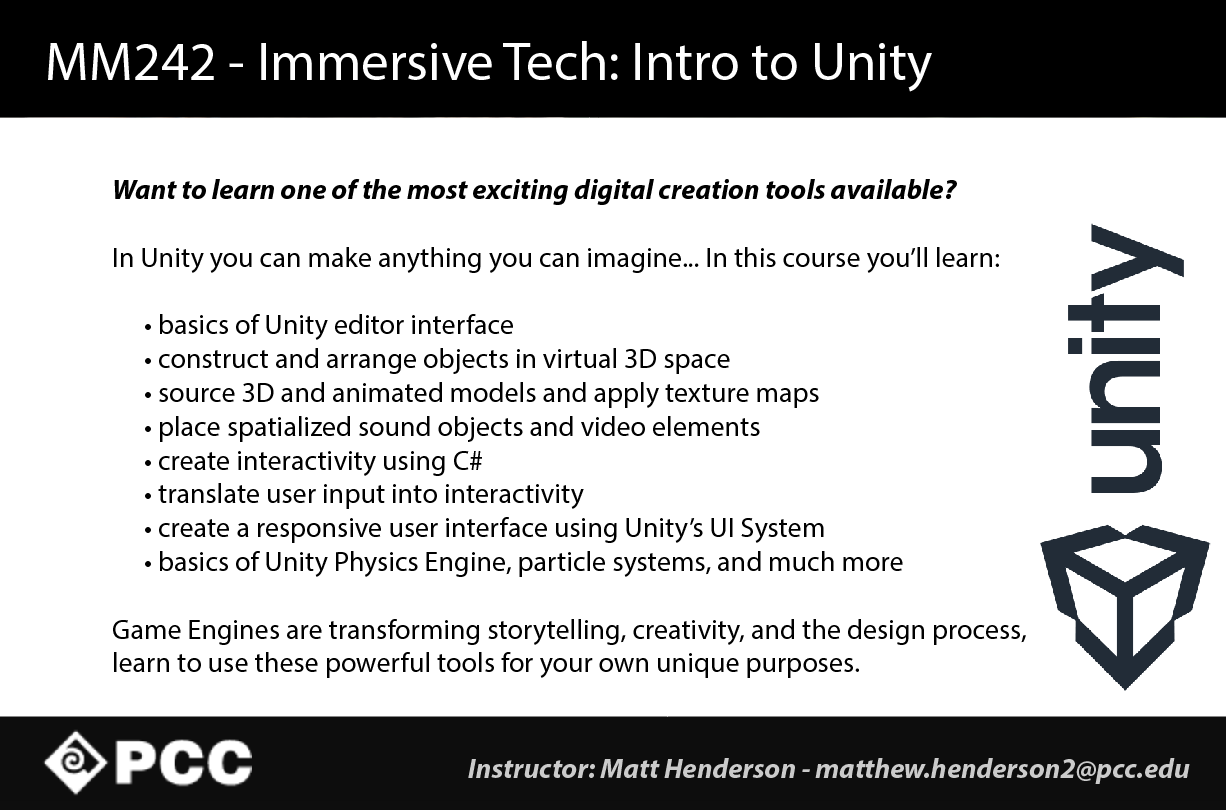 MM242 - Immersive Tech: Intro to Unity
Want to learn one of the most exciting digital creation tools available?
In Unity you can make anything you can imagine... In this course you’ll learn:
• basics of Unity editor interface
• construct and arrange objects in virtual 3D space
• source 3D and animated models and apply texture maps
• place spatialized sound objects and video elements
• create interactivity using C#
• translate user input into interactivity
• create a responsive user interface using Unity’s UI System
• basics of Unity Physics Engine, particle systems, and much more
Game Engines are transforming storytelling, creativity, and the design process,
learn to use these powerful tools for your own unique purposes.
unity
PCC
Instructor: Matt Henderson - matthew.henderson2@pcc.edu